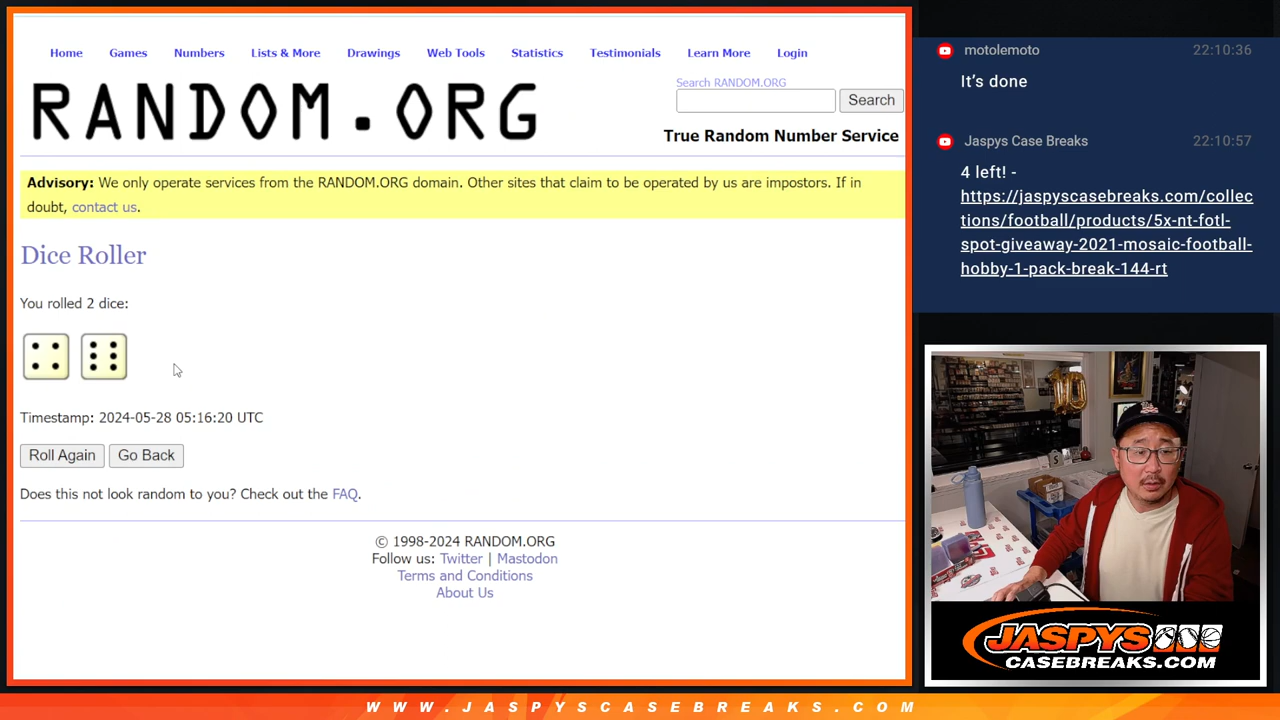 Home Games Numbers Lists & More Drawings Web Tools Statistics Testimonials Learn More Login
Search RANDOM.ORG
RANDOM.ORG
Search
True Random Number Service
Advisory: We only operate services from the RANDOM.ORG domain. Other sites that claim to be operated by us are impostors. If in
doubt, contact us.
Dice Roller
You rolled 2 dice:
Timestamp: 2024-05-28 05:16:20 UTC
Roll Again Go Back
Does this not look random to you? Check out the FAQ.
© 1998-2024 RANDOM.ORG
Follow us: Twitter | Mastodon
Terms and Conditions
About Us
motolemoto 22:10:36
It’s done
Jaspys Case Breaks 22:10:57
4 left! -
https://jaspyscasebreaks.com/collec
tions/football/products/5x-nt-fotl-
spot-giveaway-2021-mosaic-football-
hobby-1-pack-break-144-rt
10
JASPYS
CASEBREAKS.COM
WWW.JASPYSCASEBREAKS.COM